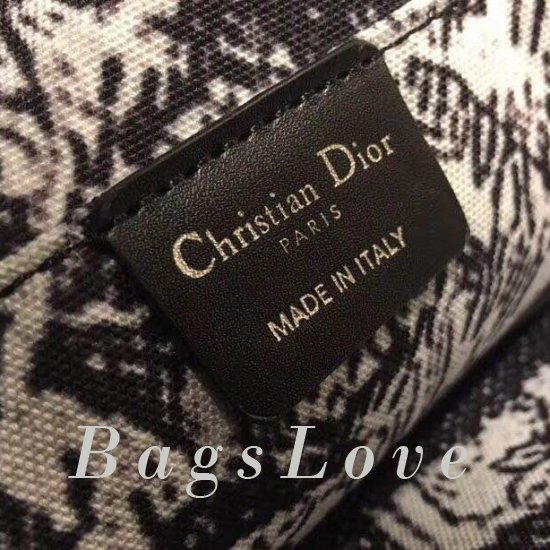 Christian Dior
PARIS
MADE IN ITALY
BagsLove